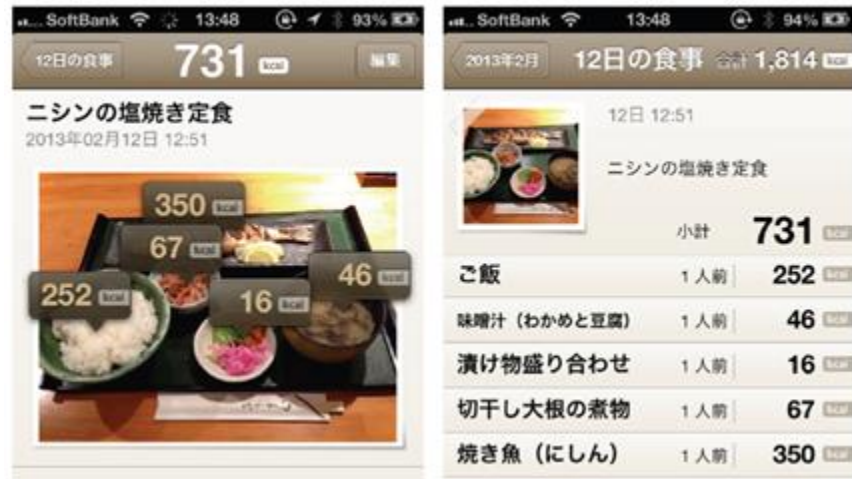 SoftBank 13:48 93%
12日の食事 731 kcal 編集
ニシンの塩焼き定食
2013年02月12日 12:51
350 kcal
67 kcal
252 kcal
16 kcal
46 kcal
SoftBank 13:48 94%
2013年2月 12日の食事 合計 1,814 kcal
12日 12:51
ニシンの塩焼き定食
小計 731 kcal
ご飯 1人前 252 kcal
味噌汁（わかめと豆腐） 1人前 46 kcal
漬け物盛り合わせ 1人前 16 kcal
切干し大根の煮物 1人前 67 kcal
焼き魚（にしん） 1人前 350 kcal